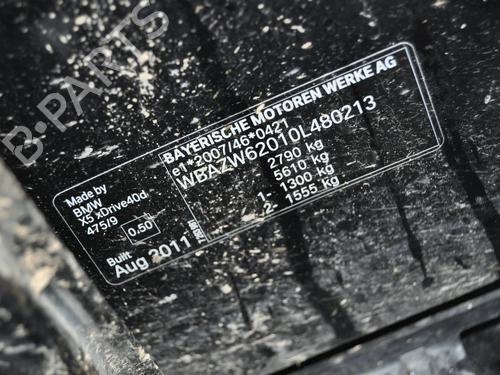 B-PARTS
BAYERISCHE MOTOREN WERKE AG
e1*2007/46*0421
WBAZW62010L480213
2790 kg
5610 kg
1- 1300 kg
2- 1555 kg
Made by
BMW
X5 xDrive40d
475/9
0.50
Built
Aug 2011